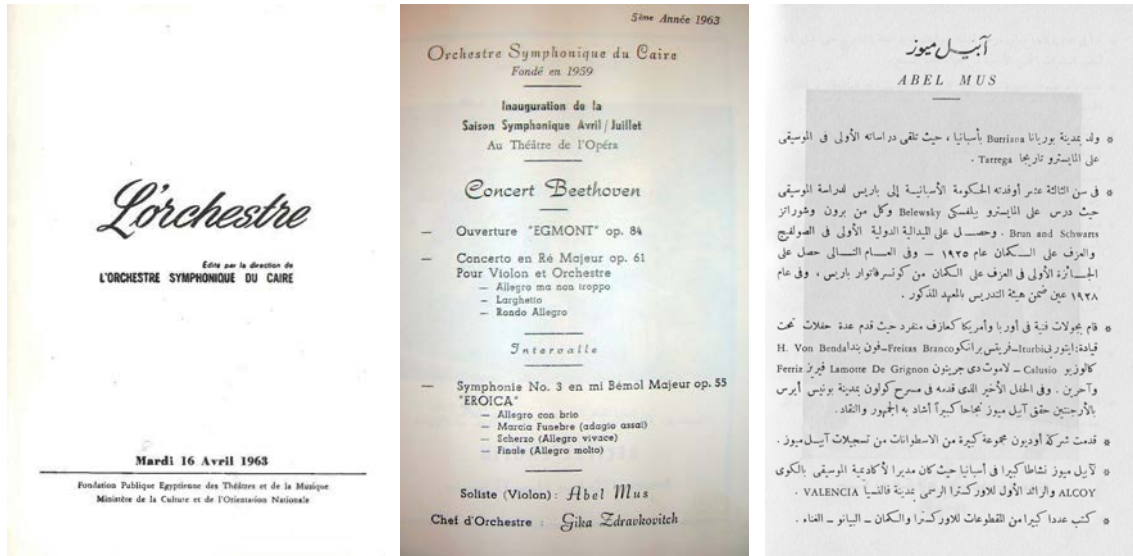 L'orchestre
Edité par la direction de
L'ORCHESTRE SYMPHONIQUE DU CAIRE
Mardi 16 Avril 1963
Fondation Publique Egyptienne des Théâtres et de la Musique
Ministère de la Culture et de l'Orientation Nationale
5ème Année 1963
Orchestre Symphonique du Caire
Fondé en 1959
Inauguration de la
Saison Symphonique Avril/Juillet
Au Théâtre de l'Opéra
Concert Beethoven
— Ouverture "EGMONT" op. 84
— Concerto en Ré Majeur op. 61
Pour Violon et Orchestre
— Allegro ma non troppo
— Larghetto
— Rondo Allegro
Intervalle
— Symphonie No. 3 en mi Bémol Majeur op. 55
"EROICA"
— Allegro con brio
— Marcia Funebre (adagio assai)
— Scherzo (Allegro vivace)
— Finale (Allegro molto)
Soliste (Violon) : Abel Mus
Chef d'Orchestre : Gika Zdravkovitch
آبيل ميوز
ABEL MUS
* ولد بمدينة بوريانا Burriana بأسبانيا ، حيث تلقى دراساته الأولى فى الموسيقى
على المايسترو تاريجا Tarrega .
* فى سن الثالثة عشر أوفدته الحكومة الأسبانية إلى باريس لدراسة الموسيقى
حيث درس على المايسترو بيلفسكى Belewsky وكل من برون وشوراتز
Brun and Schwarts . وحصل على الميدالية الدولية الأولى فى الصولفيج
والعزف على الكمان عام ١٩٢٥ — وفى العام التالى حصل على
الجائزة الأولى فى العزف على الكمان من كونسرفاتوار باريس ، وفى عام
١٩٢٨ عين ضمن هيئة التدريس بالمعهد المذكور .
* قام بجولات فنية فى أوربا وأمريكا كعازف منفرد حيث قدم عدة حفلات تحت
قيادة : ايتوربى Iturbi – فريتس برانكو Freitas Branco – فون بندا H. Von Benda
كالوزيو Calusio – لاموت دى جرينون Lamotte De Grignon فيريز Ferriz
وآخرين . وفى الحفل الأخير الذى قدمه فى مسرح كولون بمدينة بونيس أيرس
بالأرجنتين حقق آبيل ميوز نجاحا كبيراً أشاد به الجمهور والنقاد .
* قدمت شركة أوديون مجموعة كبيرة من الاسطوانات من تسجيلات آبيل ميوز .
* لآبيل ميوز نشاطا كبيرا فى أسبانيا حيث كان مديرا لأكاديمية الموسيقى بالكوى
ALCOY والرائد الأول للاوركسترا الرسمى بمدينة فالنسيا VALENCIA .
* كتب عددا كبيرا من المقطوعات للاوركسترا والكمان – البيانو – الغناء .